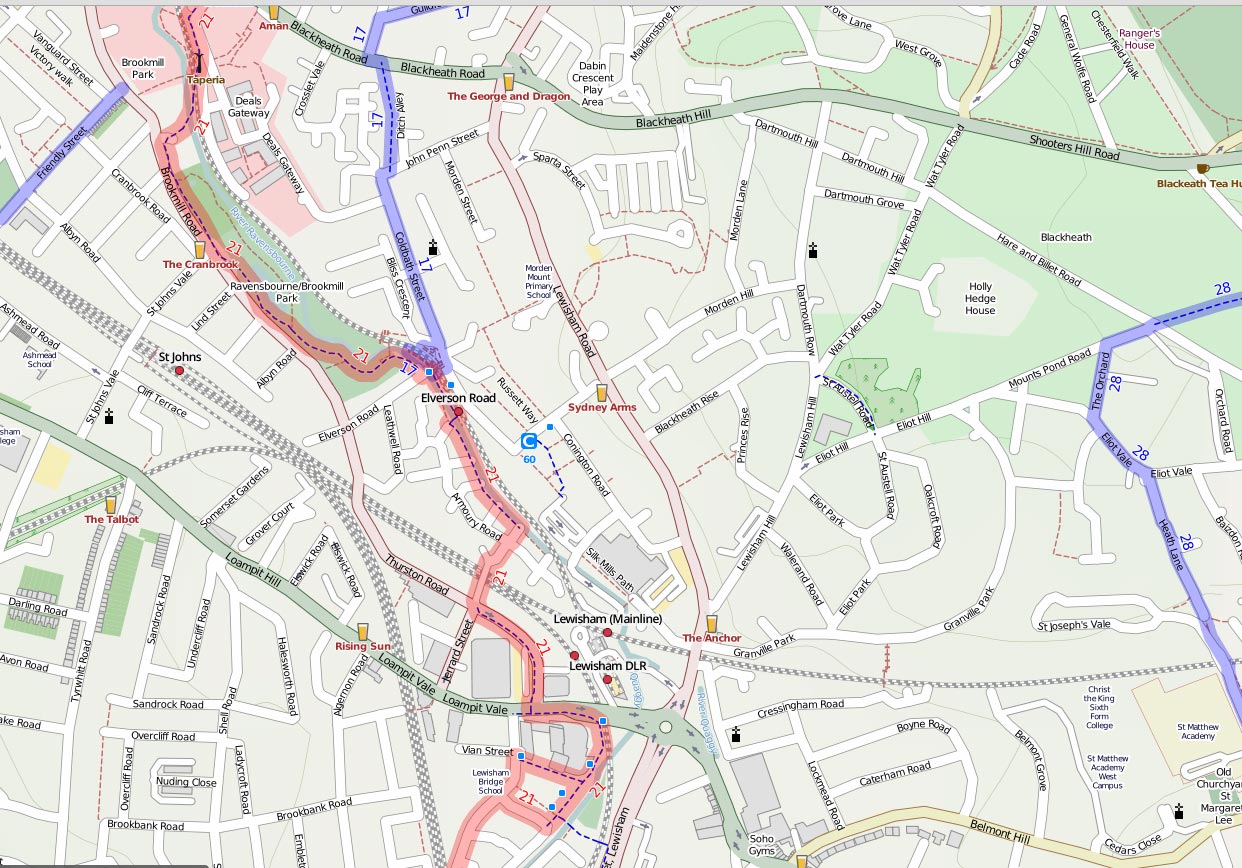 21
17
Guildf
17
Aman
Blackheath Road
Blackheath Road
Vanguard Street
Victory walk
Brookmill
Park
Taperia
Crosslet Vale
Deals
Gateway
Deals Gateway
21
17
Ditch Alley
The George and Dragon
Dabin
Crescent
Play
Area
Maidenstone H
Blackheath Hill
Grove Lane
West Grove
Cade Road
General Wolfe Road
Chesterfield Walk
Ranger's
House
Shooters Hill Road
Blackeath Tea Hu
Friendly Street
John Penn Street
Morden Street
Sparta Street
Dartmouth Hill
Dartmouth Hill
Dartmouth Grove
Wat Tyler Road
Wat Tyler Road
Wat Tyler Road
Hare and Billet Road
Blackheath
Cranbrook Road
Brookmill Road
Albyn Road
The Cranbrook
21
River Ravensbourne
Ravensbourne/Brookmill
Park
Coldbath Street
17
Bliss Crescent
Morden
Mount
Primary
School
Lewisham Road
Morden Lane
Morden Hill
Dartmouth Row
Holly
Hedge
House
28
St Johns Vale
Lind Street
Ashmead Road
Ashmead
School
St Johns
Albyn Road
21
17
St Johns Vale
Cliff Terrace
Elverson Road
Elverson Road
Leathwell Road
Russett Way
Sydney Arms
Blackheath Rise
Princes Rise
Lewisham Hill
St Austell Road
Eliot Hill
Eliot Hill
Mounts Pond Road
The Orchard
28
Orchard Road
C
60
Conington Road
Eliot Vale
28
Eliot Vale
St Austell Road
Oakcroft Road
Eliot Park
Heath Lane
28
The Talbot
Somerset Gardens
Grover Court
Elswick Road
Elswick Road
21
Armoury Road
Silk Mills Path
Lewisham Hill
Walerand Road
Eliot Park
Granville Park
Loampit Hill
Thurston Road
21
Darling Road
Sandrock Road
Undercliff Road
Tyrwhitt Road
Avon Road
Rising Sun
Jerrard Street
21
Lewisham (Mainline)
Lewisham DLR
The Anchor
Granville Park
St Joseph's Vale
Halesworth Road
Algernon Road
Loampit Vale
Loampit Vale
Sandrock Road
Shell Road
Quaggy
River Quaggy
Cressingham Road
Boyne Road
Caterham Road
Lockmead Road
Belmont Grove
Christ
the King
Sixth
Form
College
St Matthew
Academy
St Matthew
Academy
West
Campus
Overcliff Road
Overcliff Road
Nuding Close
Ladycroft Road
Brookbank Road
Brookbank Road
Vian Street
Lewisham
Bridge
School
21
21
Soho
Gyms
Belmont Hill
Cedars Close
Old
Churchyar
St
Margaret
Lee